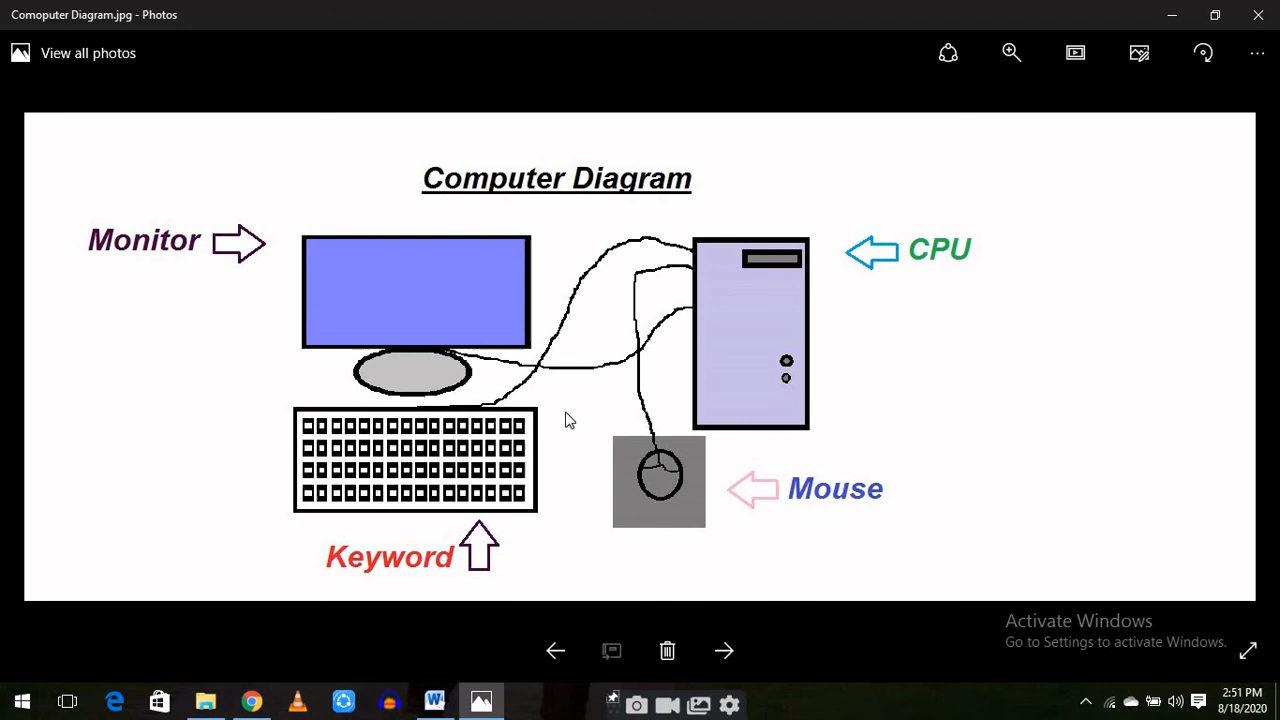 Comoputer Diagram.jpg - Photos
View all photos
Computer Diagram
Monitor
CPU
Mouse
Keyword
Activate Windows
Go to Settings to activate Windows.
2:51 PM
8/18/2020